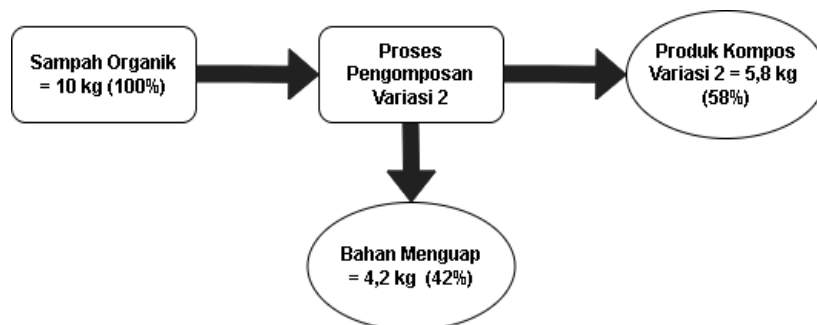 Sampah Organik
= 10 kg (100%)
Proses
Pengomposan
Variasi 2
Produk Kompos
Variasi 2 = 5,8 kg
(58%)
Bahan Menguap
= 4,2 kg (42%)